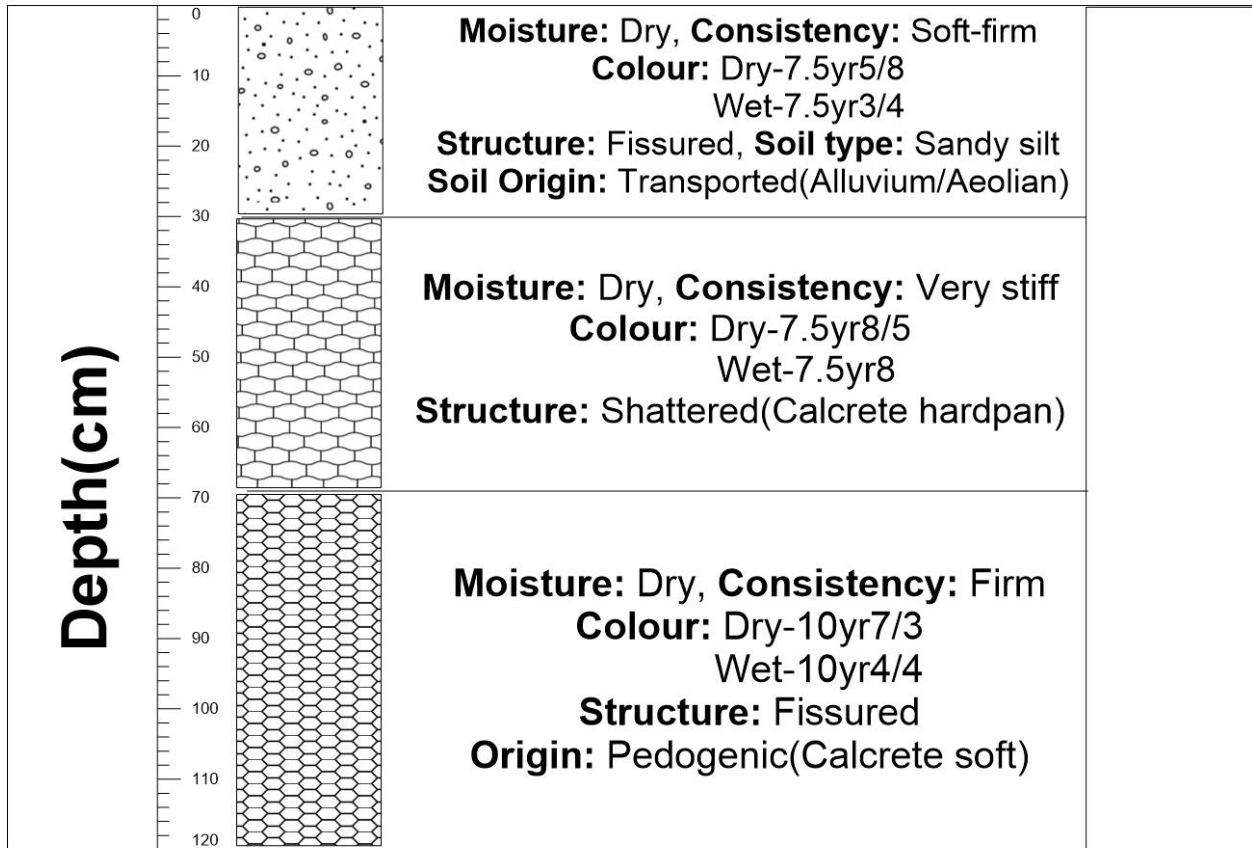 Depth(cm)
0
10
20
30
40
50
60
70
80
90
100
110
120
Moisture: Dry, Consistency: Soft-firm
Colour: Dry-7.5yr5/8
Wet-7.5yr3/4
Structure: Fissured, Soil type: Sandy silt
Soil Origin: Transported(Alluvium/Aeolian)
Moisture: Dry, Consistency: Very stiff
Colour: Dry-7.5yr8/5
Wet-7.5yr8
Structure: Shattered(Calcrete hardpan)
Moisture: Dry, Consistency: Firm
Colour: Dry-10yr7/3
Wet-10yr4/4
Structure: Fissured
Origin: Pedogenic(Calcrete soft)